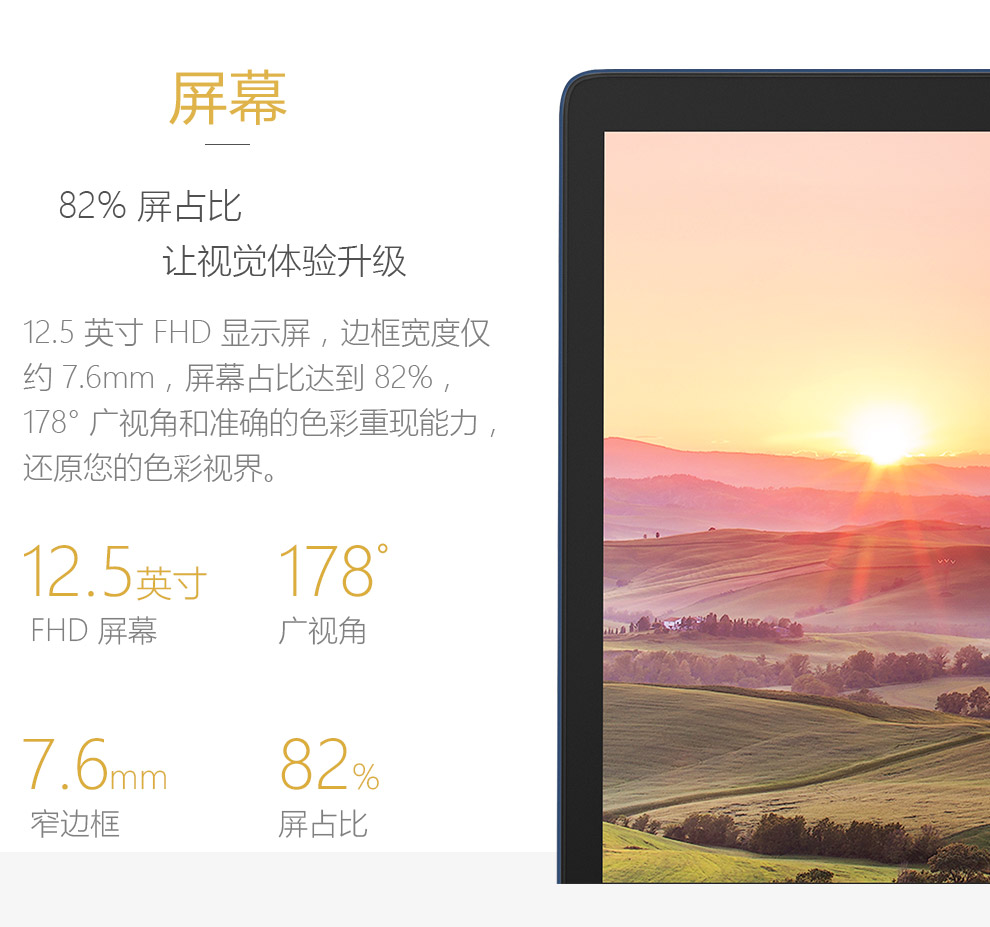 屏幕
82% 屏占比
让视觉体验升级
12.5 英寸 FHD 显示屏，边框宽度仅
约 7.6mm，屏幕占比达到 82%，
178° 广视角和准确的色彩重现能力，
还原您的色彩视界。
12.5英寸
FHD 屏幕
178°
广视角
7.6mm
窄边框
82%
屏占比